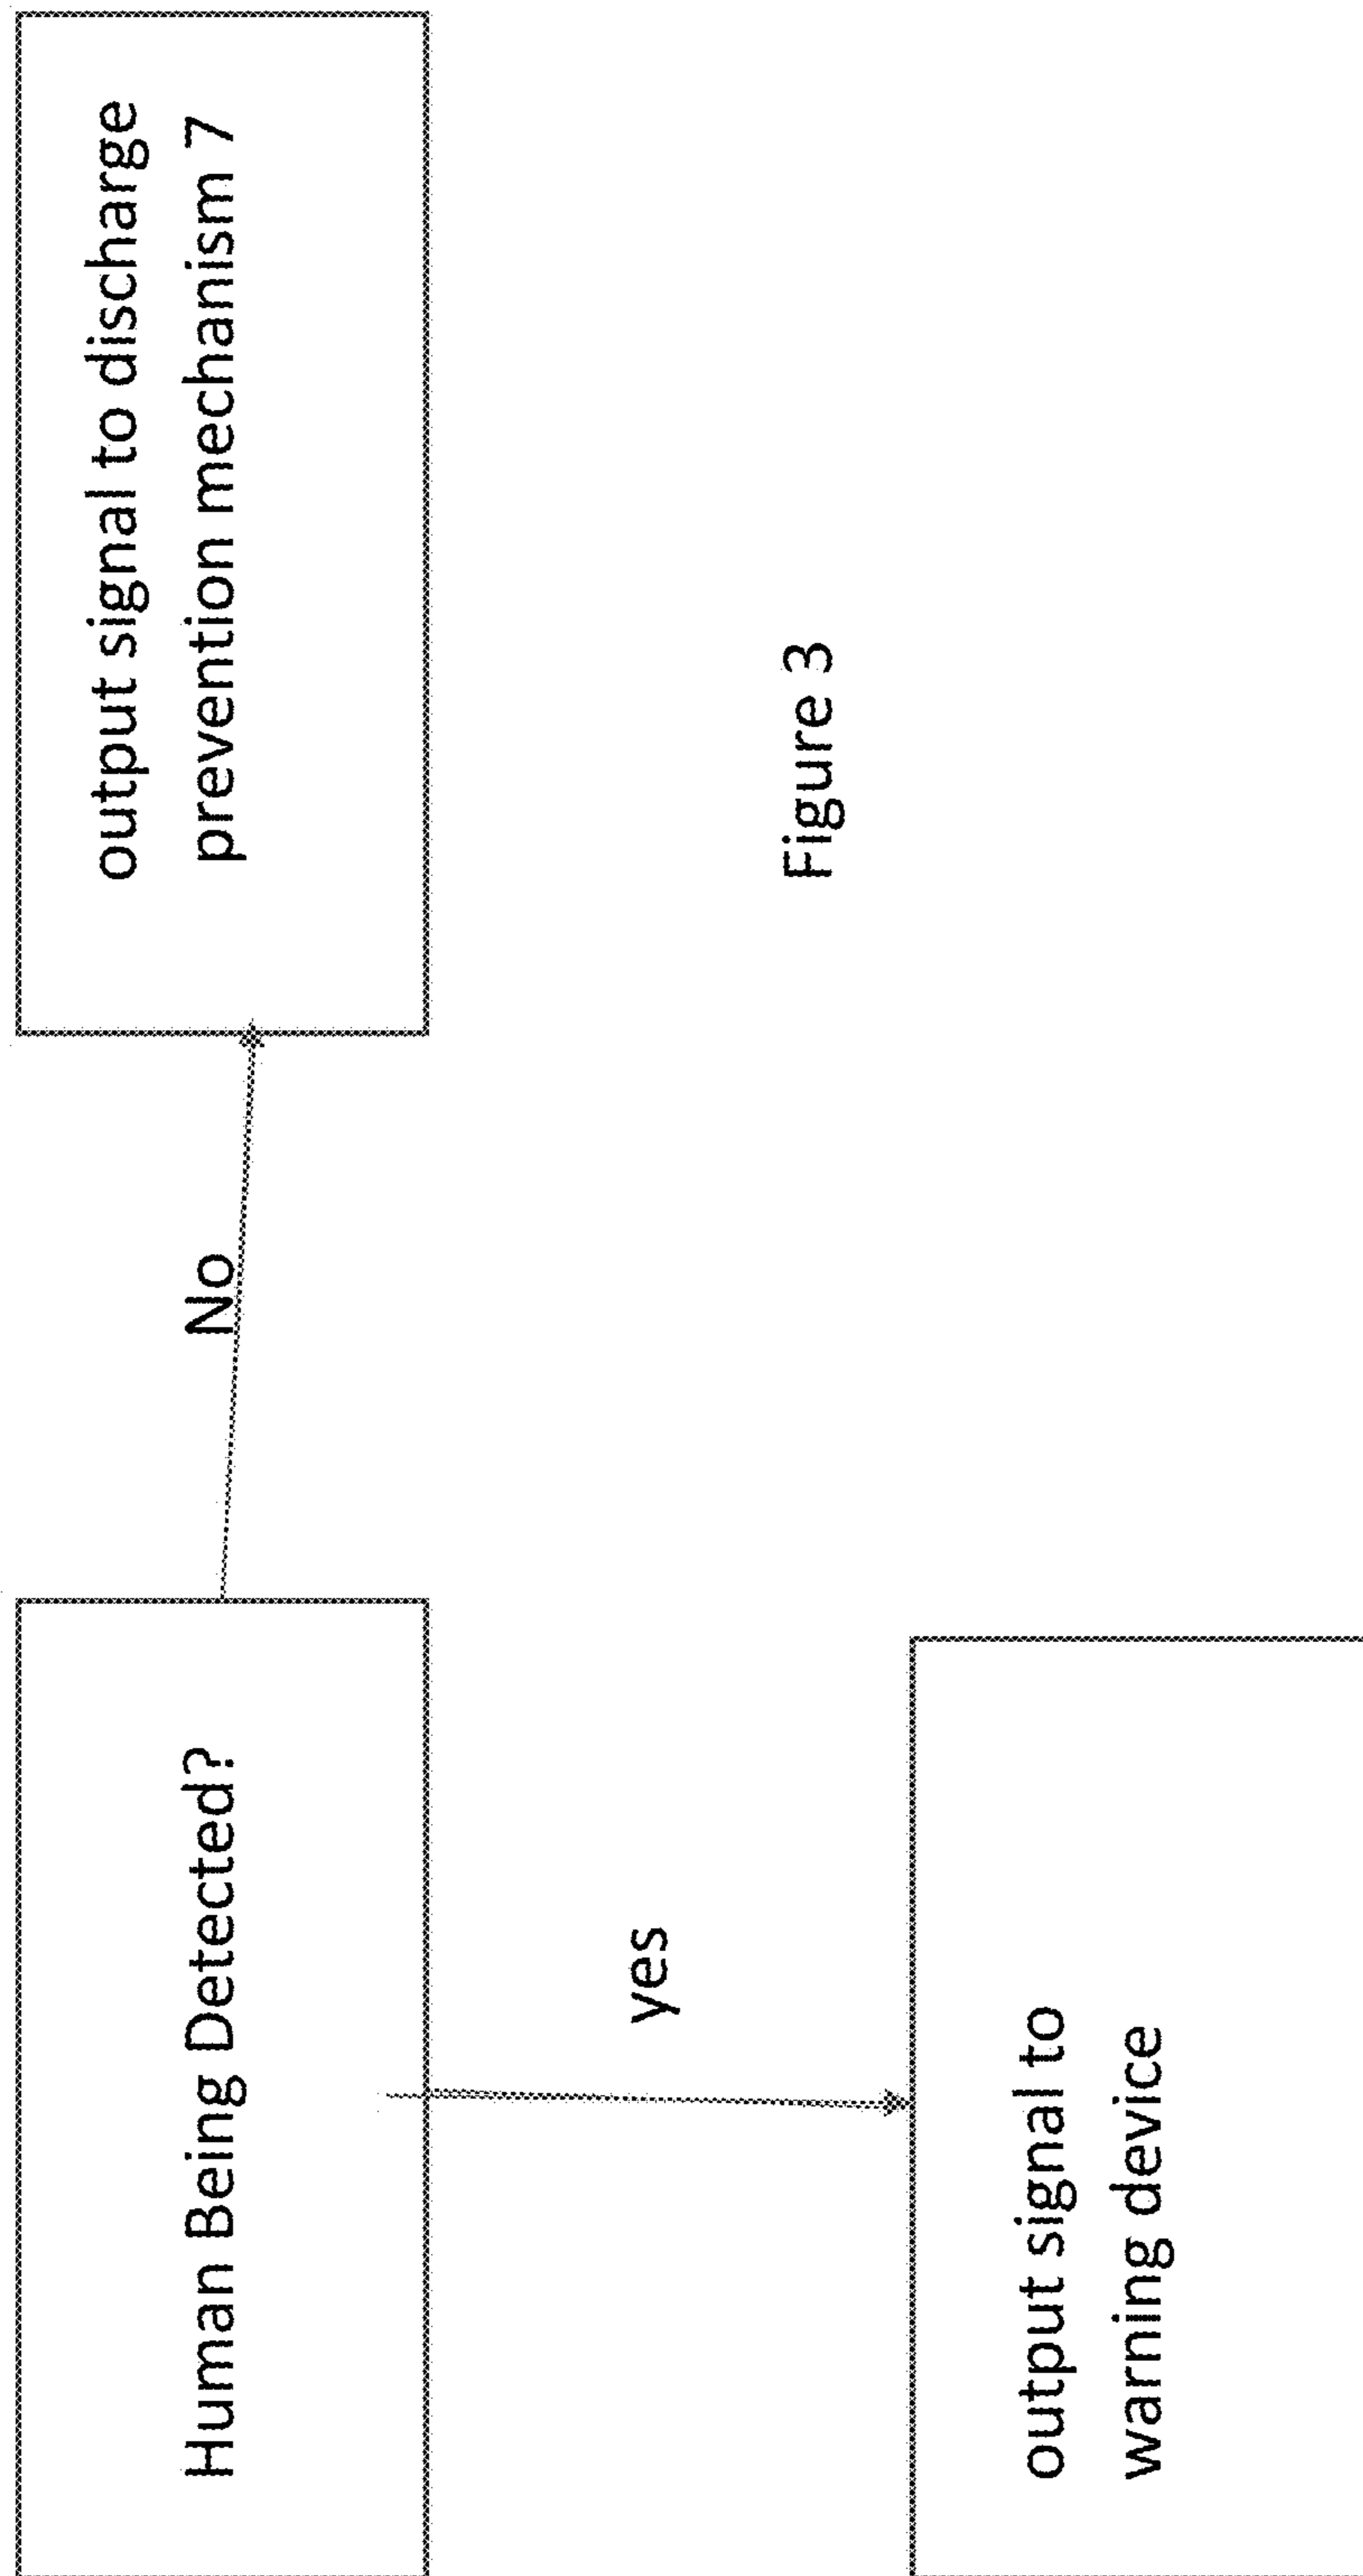 Human Being Detected?
No
output signal to discharge
prevention mechanism 7
yes
output signal to
warning device
Figure 3